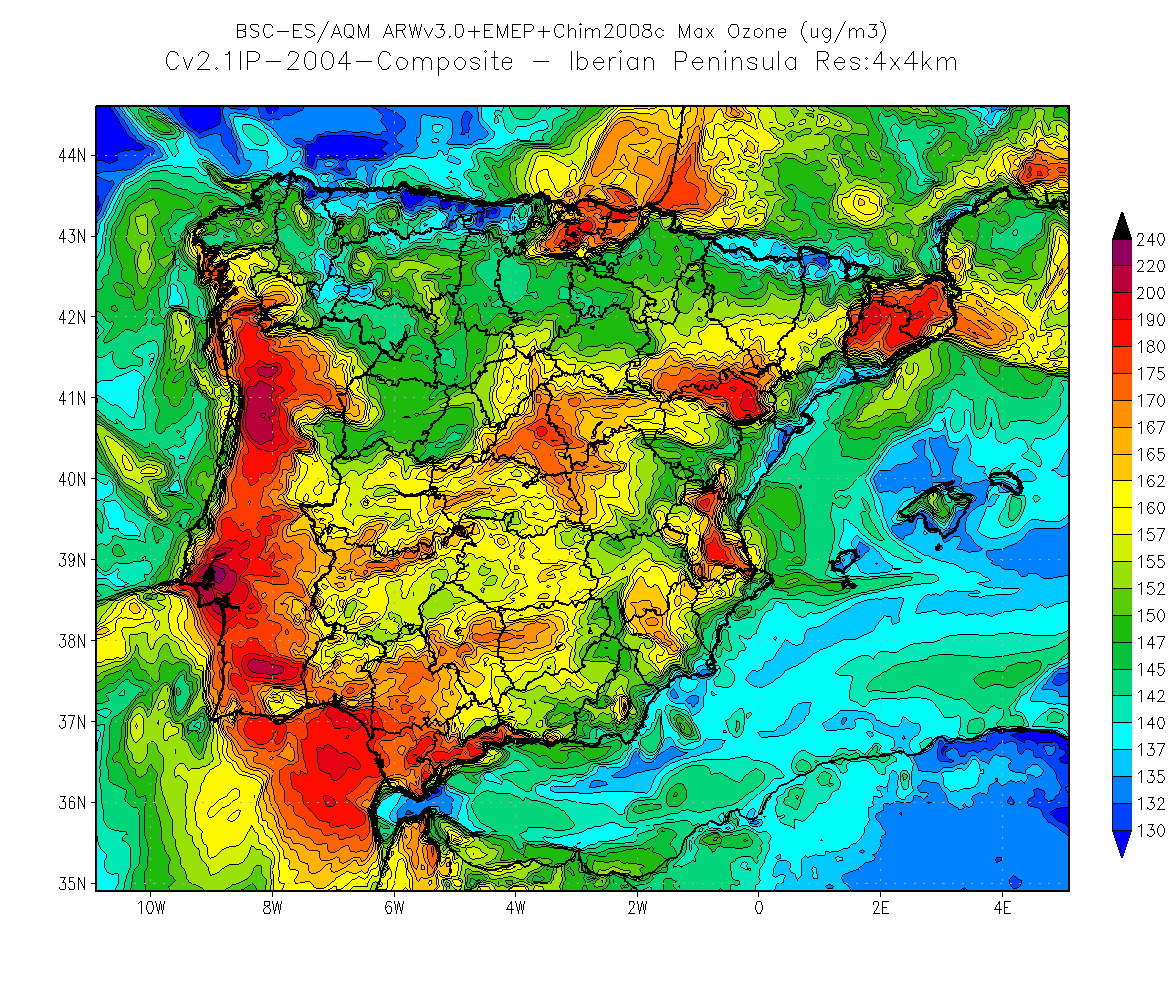 BSC-ES/AQM ARWv3.0+EMEP+Chim2008c Max Ozone (ug/m3)
Cv2.1IP-2004-Composite - Iberian Peninsula Res:4x4km
44N
43N
42N
41N
40N
39N
38N
37N
36N
35N
10W 8W 6W 4W 2W 0 2E 4E
240
220
200
190
180
175
170
167
165
162
160
157
155
152
150
147
145
142
140
137
135
132
130